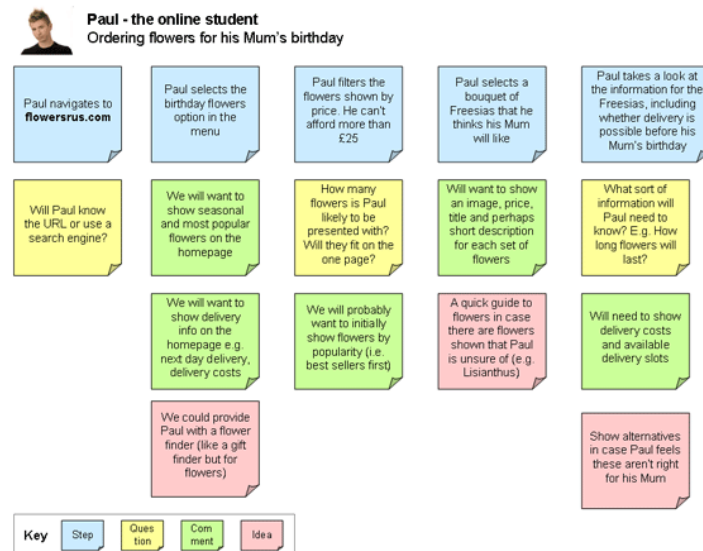 Paul - the online student
Ordering flowers for his Mum's birthday
Paul navigates to
flowersrus.com
Paul selects the
birthday flowers
option in the
menu
Paul filters the
flowers shown by
price. He can't
afford more than
£25
Paul selects a
bouquet of
Freesias that he
thinks his Mum
will like
Paul takes a look at
the information for the
Freesias, including
whether delivery is
possible before his
Mum's birthday
Will Paul know
the URL or use a
search engine?
We will want to
show seasonal
and most popular
flowers on the
homepage
How many
flowers is Paul
likely to be
presented with?
Will they fit on the
one page?
Will want to show
an image, price,
title and perhaps
short description
for each set of
flowers
What sort of
information will
Paul need to
know? E.g. How
long flowers will
last?
We will want to
show delivery
info on the
homepage e.g.
next day delivery,
delivery costs
We will probably
want to initially
show flowers by
popularity (i.e.
best sellers first)
A quick guide to
flowers in case
there are flowers
shown that Paul
is unsure of (e.g.
Lisianthus)
Will need to show
delivery costs
and available
delivery slots
We could provide
Paul with a flower
finder (like a gift
finder but for
flowers)
Show alternatives
in case Paul feels
these aren't right
for his Mum
Key
Step
Ques
tion
Com
ment
Idea